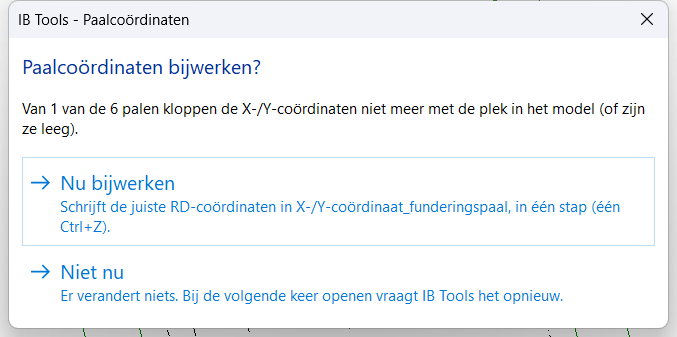 IB Tools - Paalcoördinaten
Paalcoördinaten bijwerken?
Van 1 van de 6 palen kloppen de X-/Y-coördinaten niet meer met de plek in het model (of zijn
ze leeg).
Nu bijwerken
Schrijft de juiste RD-coördinaten in X-/Y-coördinaat_funderingspaal, in één stap (één
Ctrl+Z).
Niet nu
Er verandert niets. Bij de volgende keer openen vraagt IB Tools het opnieuw.